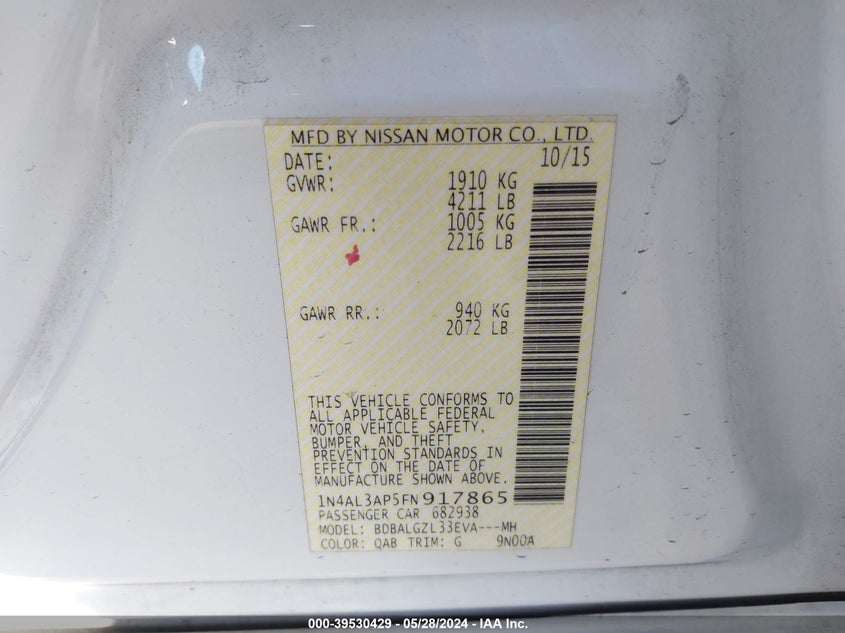 MFD BY NISSAN MOTOR CO., LTD.
DATE: 10/15
GVWR: 1910 KG
4211 LB
GAWR FR.: 1005 KG
2216 LB
GAWR RR.: 940 KG
2072 LB
THIS VEHICLE CONFORMS TO
ALL APPLICABLE FEDERAL
MOTOR VEHICLE SAFETY,
BUMPER, AND THEFT
PREVENTION STANDARDS IN
EFFECT ON THE DATE OF
MANUFACTURE SHOWN ABOVE.
1N4AL3AP5FN917865
PASSENGER CAR 682938
MODEL: BDBALGZL33EVA---MH
COLOR: QAB TRIM: G 9N00A
000-39530429 - 05/28/2024 - IAA Inc.